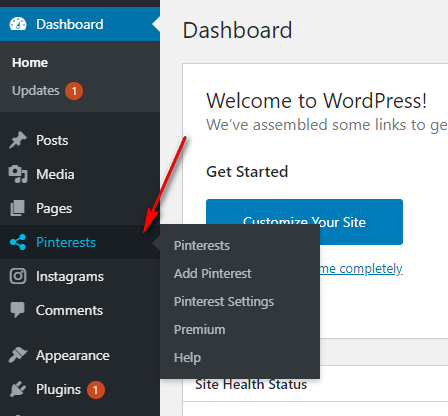 Dashboard
Home
Updates 1
Posts
Media
Pages
Pinterests
Instagrams
Comments
Appearance
Plugins 1
Pinterests
Add Pinterest
Pinterest Settings
Premium
Help
Dashboard
Welcome to WordPress!
We've assembled some links to ge
Get Started
Customize Your Site
me completely
Site Health Status